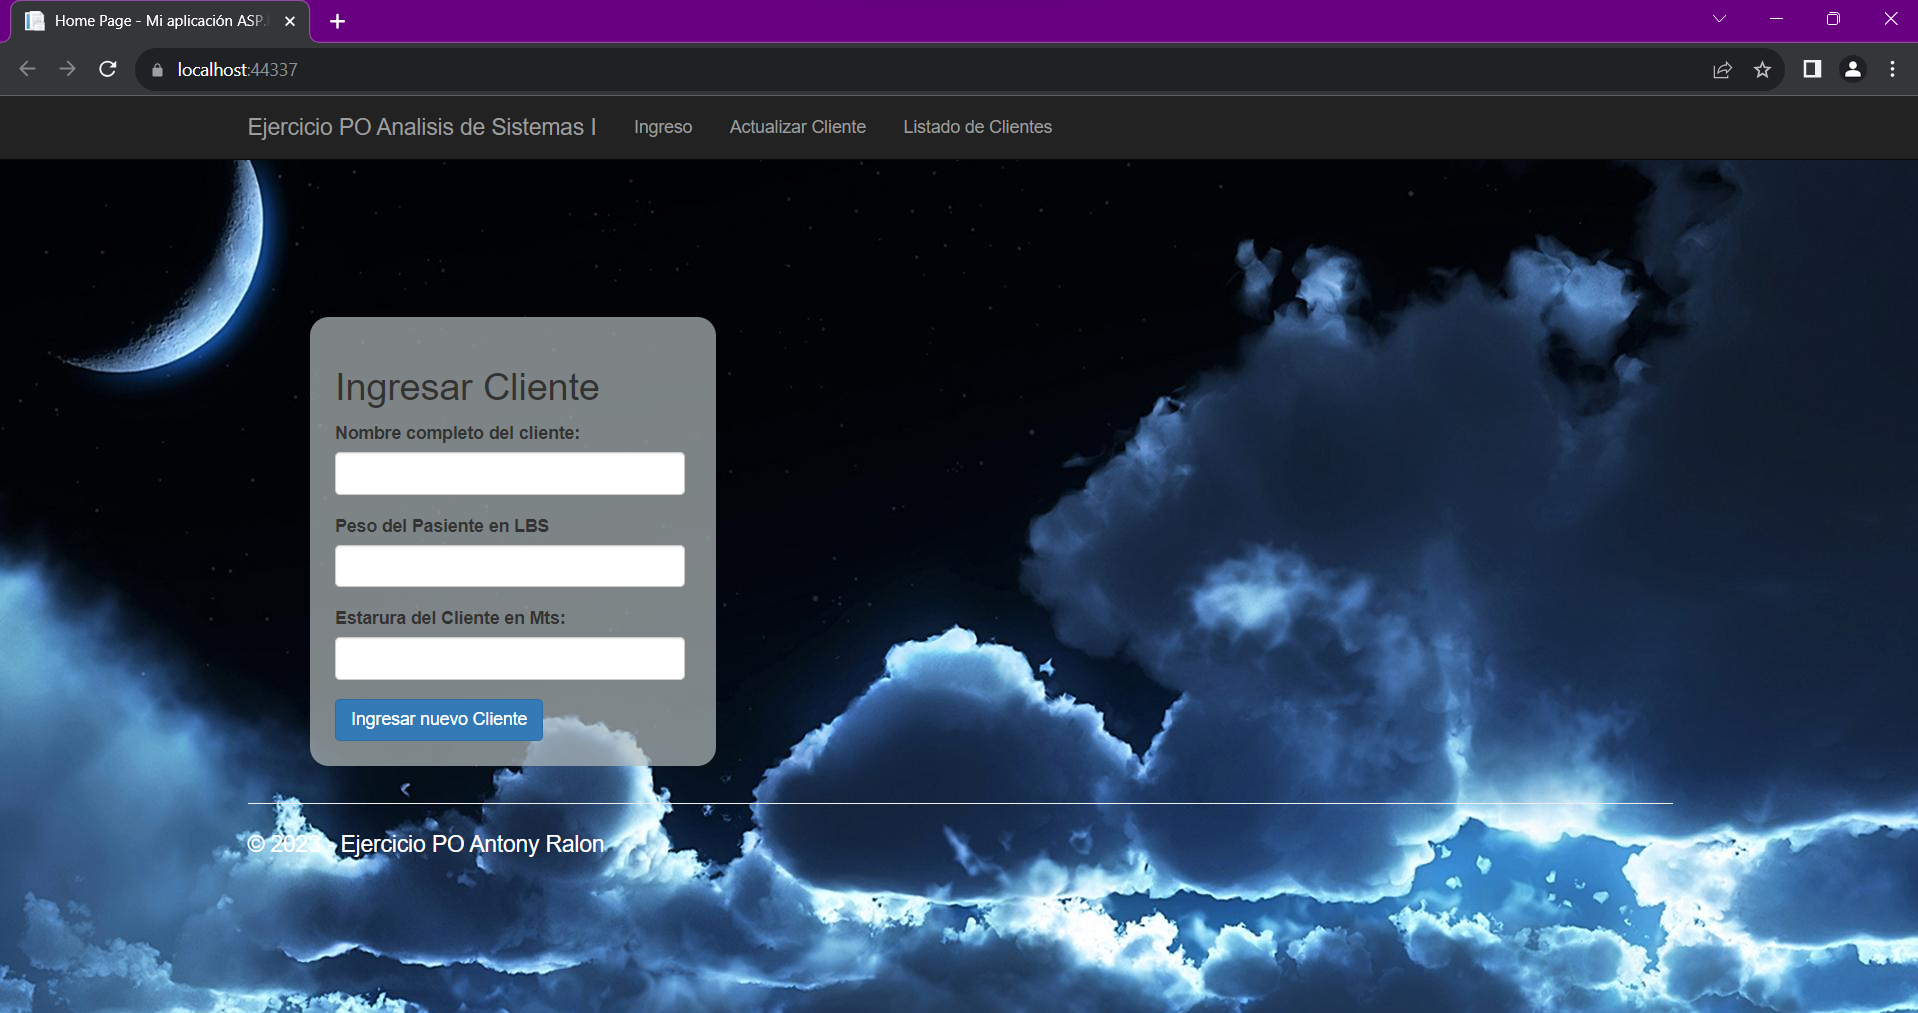 Home Page - Mi aplicación ASP.
localhost:44337
Ejercicio PO Analisis de Sistemas I Ingreso Actualizar Cliente Listado de Clientes
Ingresar Cliente
Nombre completo del cliente:
Peso del Pasiente en LBS
Estarura del Cliente en Mts:
Ingresar nuevo Cliente
© 2023 - Ejercicio PO Antony Ralon